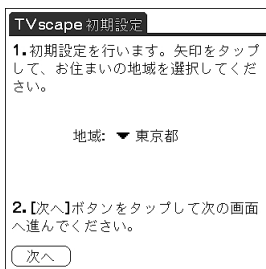 TVscape 初期設定
1. 初期設定を行います。矢印をタップ
して、お住まいの地域を選択してくだ
さい。
地域: ▼ 東京都
2. [次へ]ボタンをタップして次の画面
へ進んでください。
次へ